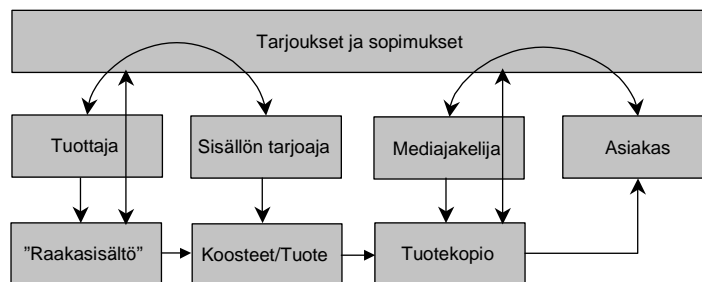 Tarjoukset ja sopimukset
Tuottaja
Sisällön tarjoaja
Mediajakelija
Asiakas
”Raakasisältö”
Koosteet/Tuote
Tuotekopio